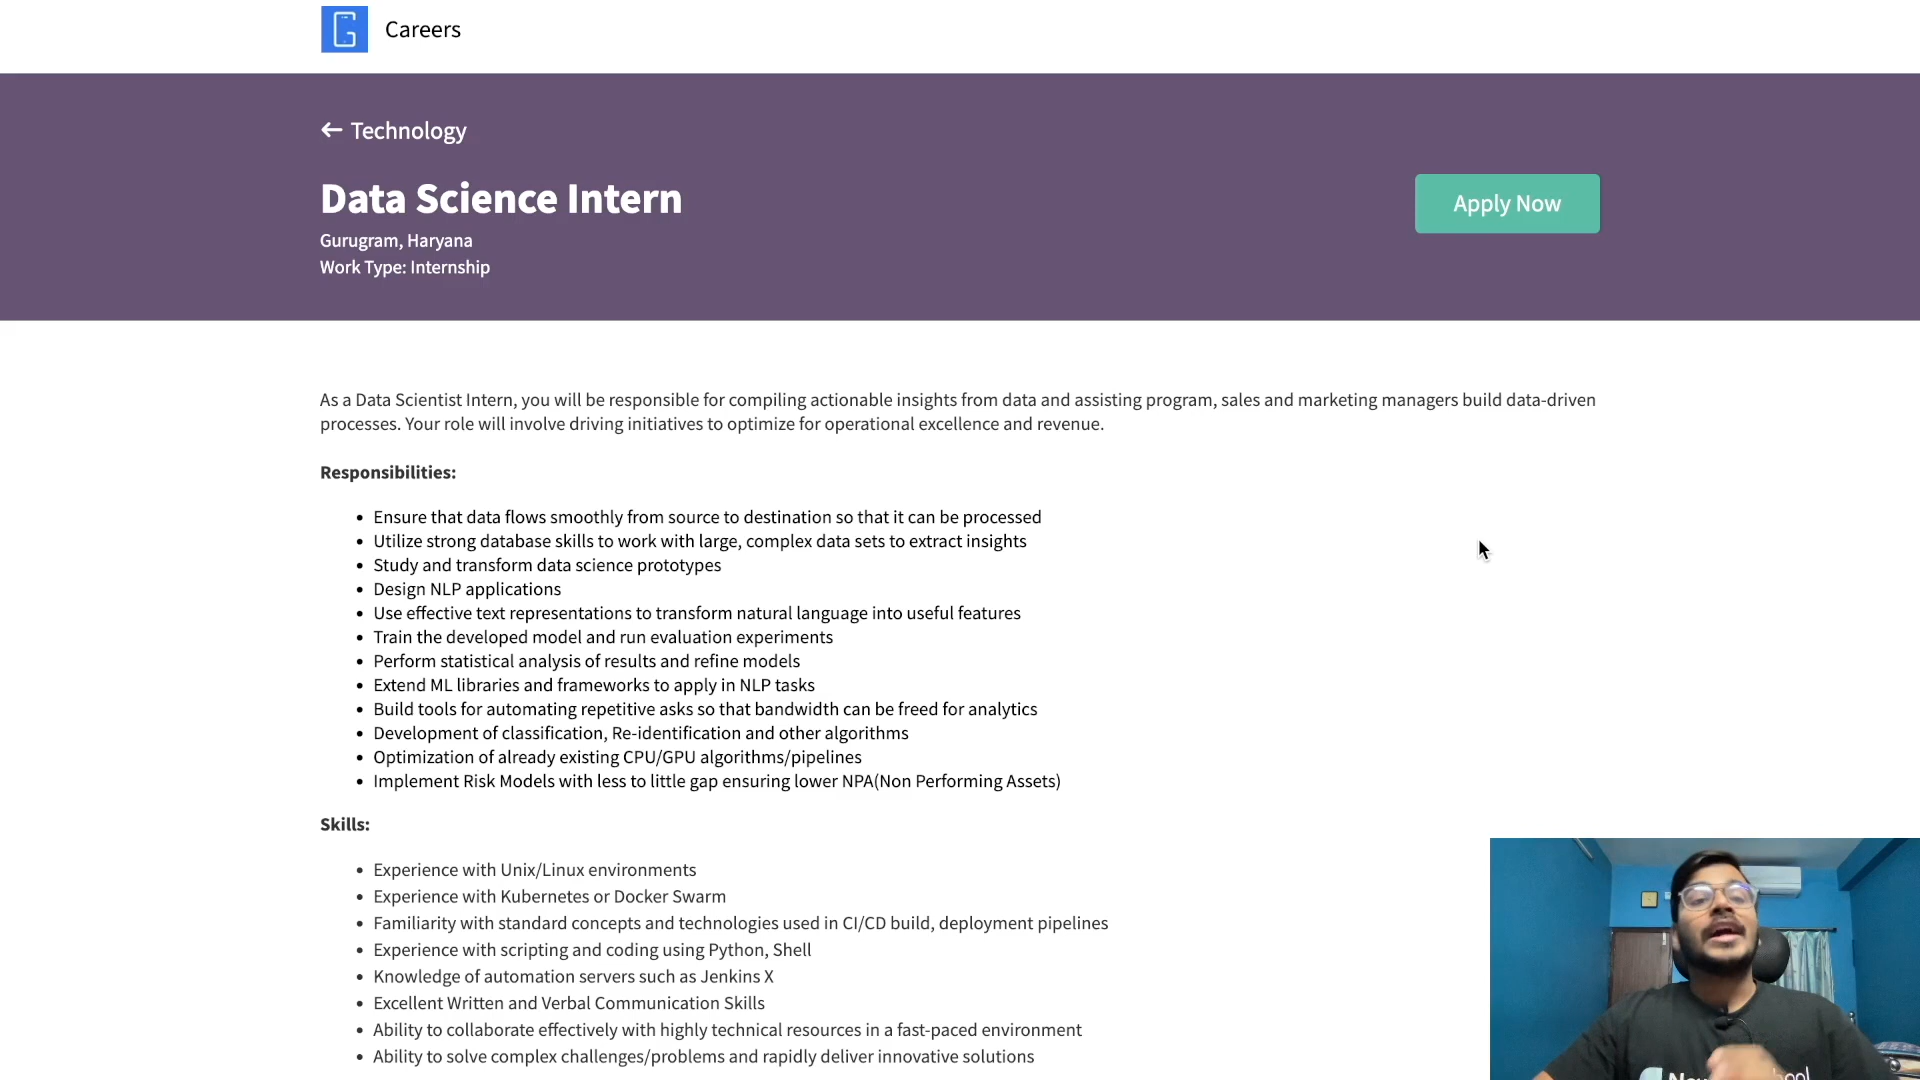 Careers
← Technology
Data Science Intern
Apply Now
Gurugram, Haryana
Work Type: Internship
As a Data Scientist Intern, you will be responsible for compiling actionable insights from data and assisting program, sales and marketing managers build data-driven
processes. Your role will involve driving initiatives to optimize for operational excellence and revenue.
Responsibilities:
• Ensure that data flows smoothly from source to destination so that it can be processed
• Utilize strong database skills to work with large, complex data sets to extract insights
• Study and transform data science prototypes
• Design NLP applications
• Use effective text representations to transform natural language into useful features
• Train the developed model and run evaluation experiments
• Perform statistical analysis of results and refine models
• Extend ML libraries and frameworks to apply in NLP tasks
• Build tools for automating repetitive asks so that bandwidth can be freed for analytics
• Development of classification, Re-identification and other algorithms
• Optimization of already existing CPU/GPU algorithms/pipelines
• Implement Risk Models with less to little gap ensuring lower NPA(Non Performing Assets)
Skills:
• Experience with Unix/Linux environments
• Experience with Kubernetes or Docker Swarm
• Familiarity with standard concepts and technologies used in CI/CD build, deployment pipelines
• Experience with scripting and coding using Python, Shell
• Knowledge of automation servers such as Jenkins X
• Excellent Written and Verbal Communication Skills
• Ability to collaborate effectively with highly technical resources in a fast-paced environment
• Ability to solve complex challenges/problems and rapidly deliver innovative solutions